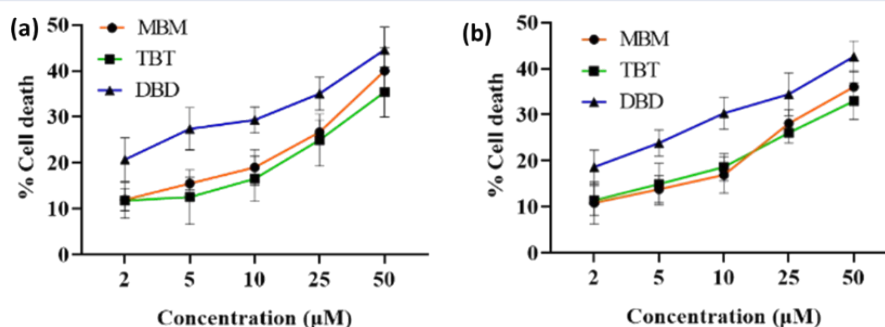 (a)
MBM
TBT
DBD
% Cell death
50
40
30
20
10
0
2 5 10 25 50
Concentration (µM)
(b)
MBM
TBT
DBD
% Cell death
50
40
30
20
10
0
2 5 10 25 50
Concentration (µM)